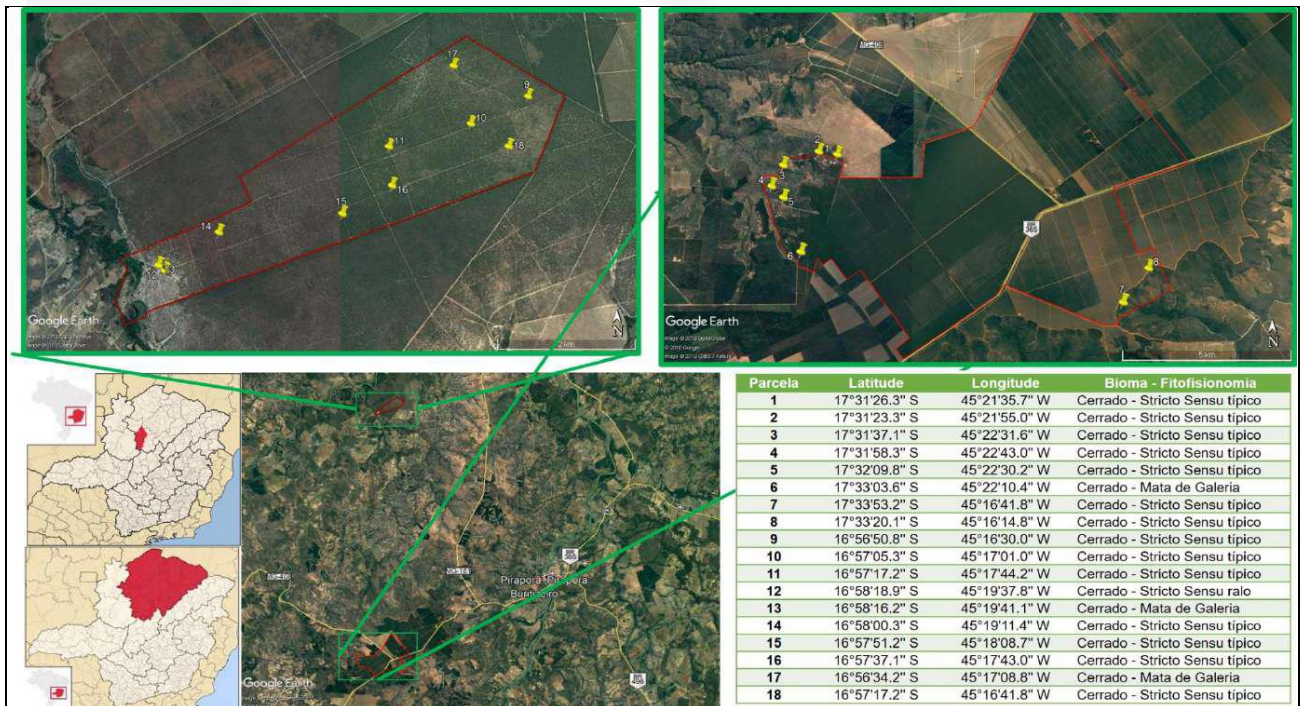 17
9
10
11
18
16
15
14
Google Earth
2 km
N
MG-408
2
1
3
4
5
6
BR
365
8
7
Google Earth
5 km
N
MG-408
MG-161
BR
365
Pirapora
Pirapora
Buritizeiro
BR
496
Google Earth
Parcela Latitude Longitude Bioma - Fitofisionomia
1 17°31'26.3" S 45°21'35.7" W Cerrado - Stricto Sensu típico
2 17°31'23.3" S 45°21'55.0" W Cerrado - Stricto Sensu típico
3 17°31'37.1" S 45°22'31.6" W Cerrado - Stricto Sensu típico
4 17°31'58.3" S 45°22'43.0" W Cerrado - Stricto Sensu típico
5 17°32'09.8" S 45°22'30.2" W Cerrado - Stricto Sensu típico
6 17°33'03.6" S 45°22'10.4" W Cerrado - Mata de Galeria
7 17°33'53.2" S 45°16'41.8" W Cerrado - Stricto Sensu típico
8 17°33'20.1" S 45°16'14.8" W Cerrado - Stricto Sensu típico
9 16°56'50.8" S 45°16'30.0" W Cerrado - Stricto Sensu típico
10 16°57'05.3" S 45°17'01.0" W Cerrado - Stricto Sensu típico
11 16°57'17.2" S 45°17'44.2" W Cerrado - Stricto Sensu típico
12 16°58'18.9" S 45°19'37.8" W Cerrado - Stricto Sensu ralo
13 16°58'16.2" S 45°19'41.1" W Cerrado - Mata de Galeria
14 16°58'00.3" S 45°19'11.4" W Cerrado - Stricto Sensu típico
15 16°57'51.2" S 45°18'08.7" W Cerrado - Stricto Sensu típico
16 16°57'37.1" S 45°17'43.0" W Cerrado - Stricto Sensu típico
17 16°56'34.2" S 45°17'08.8" W Cerrado - Mata de Galeria
18 16°57'17.2" S 45°16'41.8" W Cerrado - Stricto Sensu típico